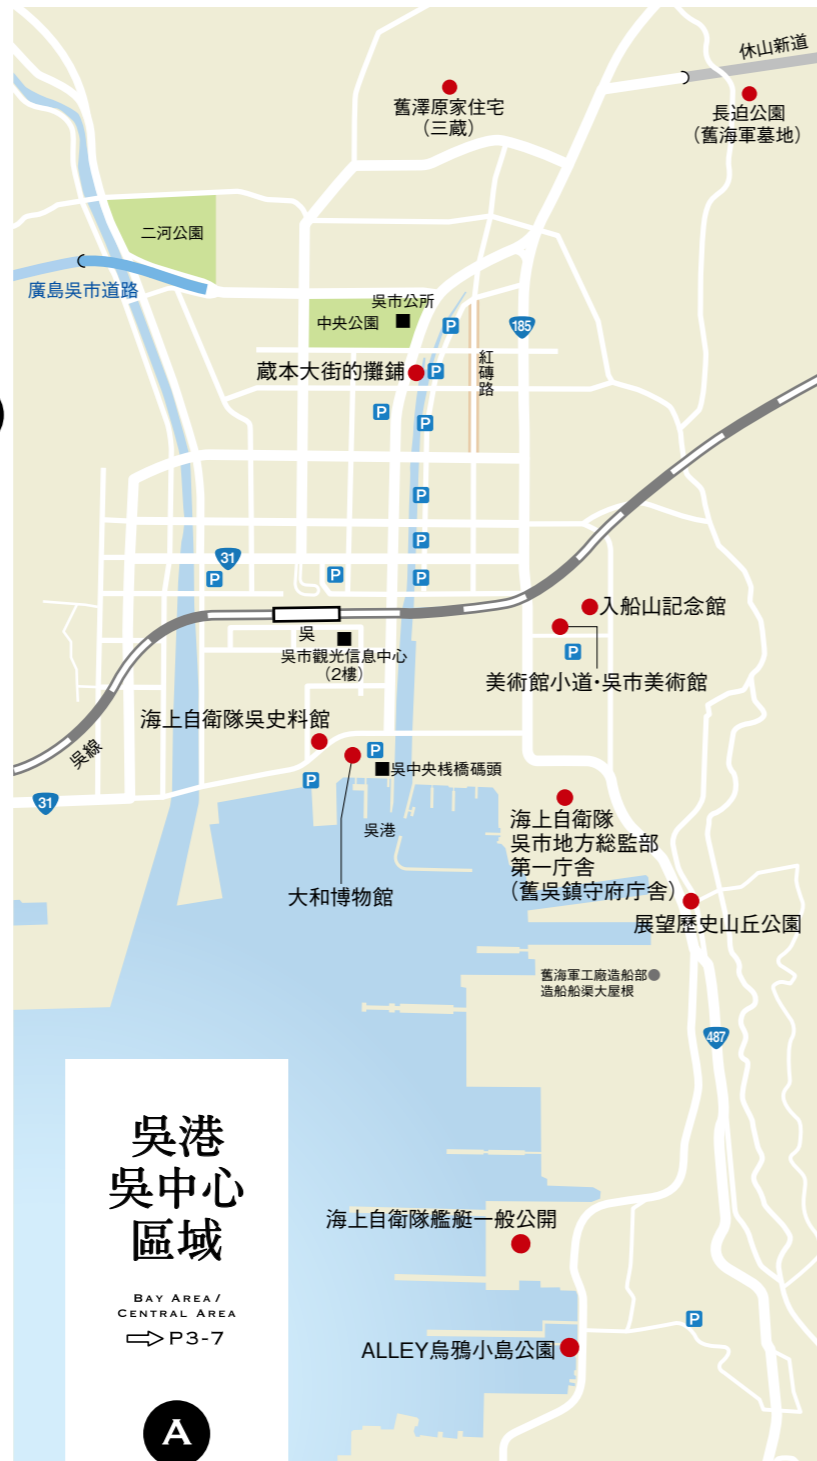 休山新道
舊澤原家住宅
（三蔵）
長迫公園
（舊海軍墓地）
二河公園
廣島吳市道路
吳市公所
中央公園
P
185
紅磚路
蔵本大街的攤鋪
P
P
P
P
P
31
P
P
P
入船山記念館
吳
吳市觀光信息中心
（2樓）
P
美術館小道・吳市美術館
海上自衛隊吳史料館
吳線
P
吳中央桟橋碼頭
P
31
吳港
海上自衛隊
吳市地方総監部
第一庁舎
（舊吳鎮守府庁舎）
大和博物館
展望歷史山丘公園
舊海軍工廠造船部
造船船渠大屋根
487
吳港
吳中心
區域
BAY AREA /
CENTRAL AREA
⇨P3-7
A
海上自衛隊艦艇一般公開
P
ALLEY烏鴉小島公園